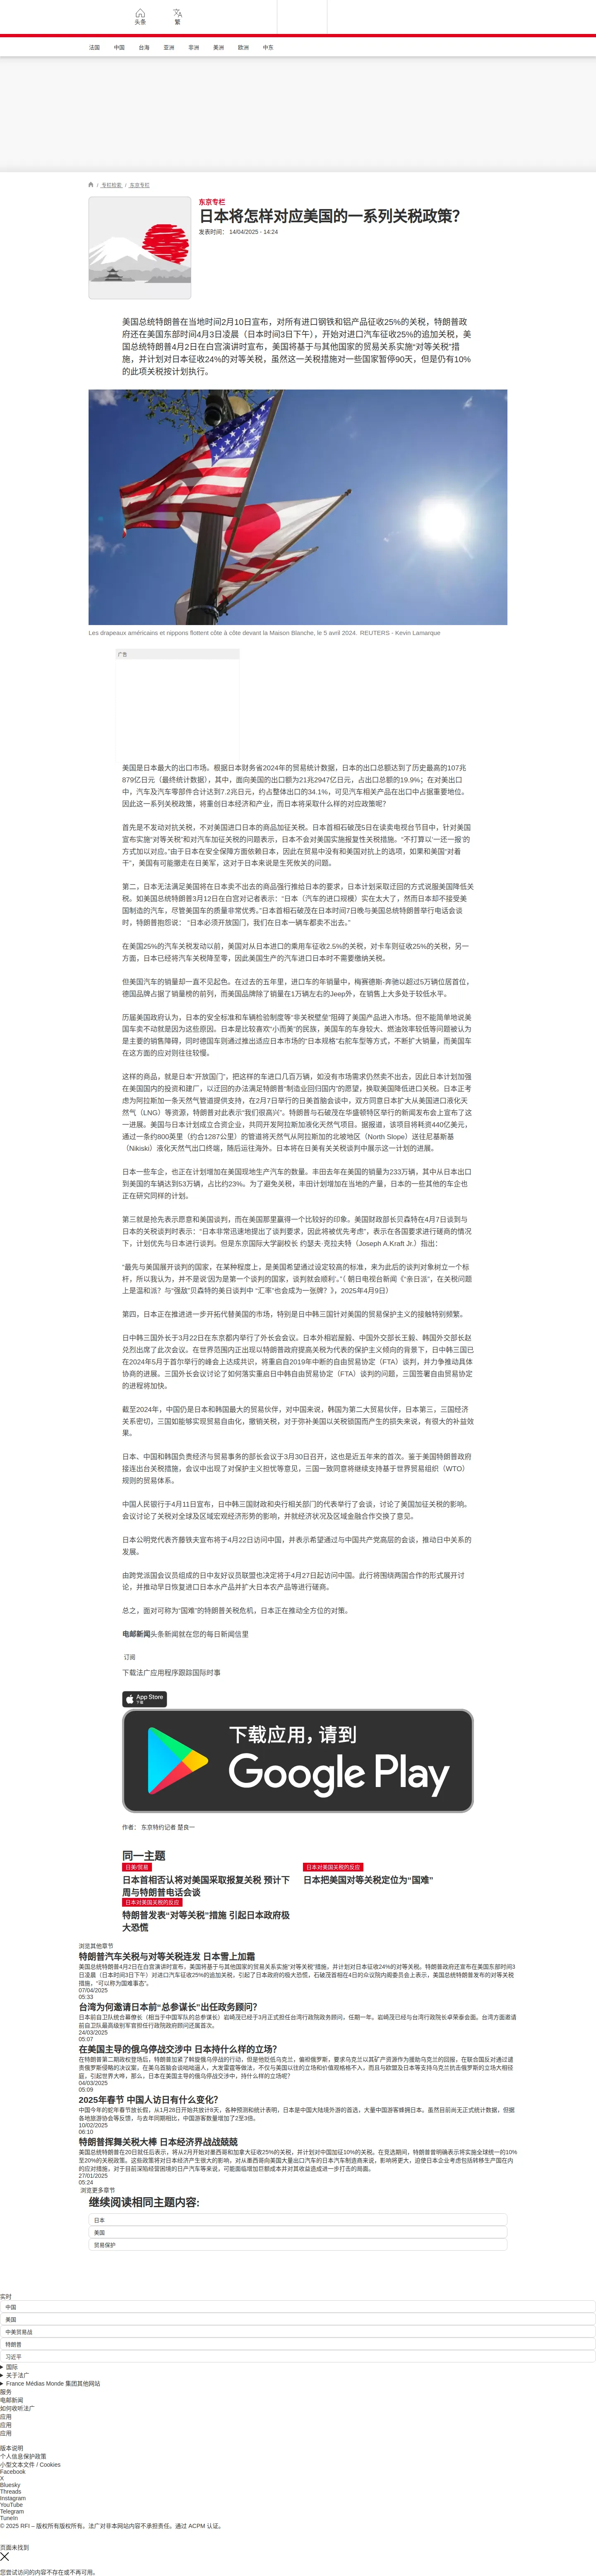 头条
繁
法国 中国 台海 亚洲 非洲 美洲 欧洲 中东
/ 专栏检索 / 东京专栏
东京专栏
日本将怎样对应美国的一系列关税政策?
发表时间： 14/04/2025 - 14:24
美国总统特朗普在当地时间2月10日宣布，对所有进口钢铁和铝产品征收25%的关税，特朗普政
府还在美国东部时间4月3日凌晨（日本时间3日下午），开始对进口汽车征收25%的追加关税，美
国总统特朗普4月2日在白宫演讲时宣布，美国将基于与其他国家的贸易关系实施“对等关税”措
施，并计划对日本征收24%的对等关税，虽然这一关税措施对一些国家暂停90天，但是仍有10%
的此项关税按计划执行。
Les drapeaux américains et nippons flottent côte à côte devant la Maison Blanche, le 5 avril 2024. REUTERS - Kevin Lamarque
广告
美国是日本最大的出口市场。根据日本财务省2024年的贸易统计数据，日本的出口总额达到了历史最高的107兆
879亿日元（最终统计数据），其中，面向美国的出口额为21兆2947亿日元，占出口总额的19.9%；在对美出口
中，汽车及汽车零部件合计达到7.2兆日元，约占整体出口的34.1%，可见汽车相关产品在出口中占据重要地位。
因此这一系列关税政策，将重创日本经济和产业，而日本将采取什么样的对应政策呢?
首先是不发动对抗关税，不对美国进口日本的商品加征关税。日本首相石破茂5日在读卖电视台节目中，针对美国
宣布实施“对等关税”和对汽车加征关税的问题表示，日本不会对美国实施报复性关税措施。“不打算以‘一还一报’的
方式加以对应。”由于日本在安全保障方面依赖日本，因此在贸易中没有和美国对抗上的选项，如果和美国“对着
干”，美国有可能撤走在日美军，这对于日本来说是生死攸关的问题。
第二，日本无法满足美国将在日本卖不出去的商品强行推给日本的要求，日本计划采取迂回的方式说服美国降低关
税。如美国总统特朗普3月12日在白宫对记者表示：“日本（汽车的进口规模）实在太大了，然而日本却不接受美
国制造的汽车，尽管美国车的质量非常优秀。”日本首相石破茂在日本时间7日晚与美国总统特朗普举行电话会谈
时，特朗普抱怨说： “日本必须开放国门，我们在日本一辆车都卖不出去。”
在美国25%的汽车关税发动以前，美国对从日本进口的乘用车征收2.5%的关税，对卡车则征收25%的关税，另一
方面，日本已经将汽车关税降至零，因此美国生产的汽车进口日本时不需要缴纳关税。
但美国汽车的销量却一直不见起色。在过去的五年里，进口车的年销量中，梅赛德斯-奔驰以超过5万辆位居首位，
德国品牌占据了销量榜的前列，而美国品牌除了销量在1万辆左右的Jeep外，在销售上大多处于较低水平。
历届美国政府认为，日本的安全标准和车辆检验制度等“非关税壁垒”阻碍了美国产品进入市场。但不能简单地说美
国车卖不动就是因为这些原因。日本是比较喜欢“小而美”的民族，美国车的车身较大、燃油效率较低等问题被认为
是主要的销售障碍，同时德国车则通过推出适应日本市场的“日本规格”右舵车型等方式，不断扩大销量，而美国车
在这方面的应对则往往较慢。
这样的商品，就是日本“开放国门”，把这样的车进口几百万辆，如没有市场需求仍然卖不出去，因此日本计划加强
在美国国内的投资和建厂，以迂回的办法满足特朗普“制造业回归国内”的愿望，换取美国降低进口关税。日本正考
虑为阿拉斯加一条天然气管道提供支持，在2月7日举行的日美首脑会谈中，双方同意日本扩大从美国进口液化天
然气（LNG）等资源，特朗普对此表示“我们很高兴”。特朗普与石破茂在华盛顿特区举行的新闻发布会上宣布了这
一进展。美国与日本计划成立合资企业，共同开发阿拉斯加液化天然气项目。据报道，该项目将耗资440亿美元，
通过一条约800英里（约合1287公里）的管道将天然气从阿拉斯加的北坡地区（North Slope）送往尼基斯基
（Nikiski）液化天然气出口终端，随后运往海外。日本将在日美有关关税谈判中展示这一计划的进展。
日本一些车企，也正在计划增加在美国现地生产汽车的数量。丰田去年在美国的销量为233万辆，其中从日本出口
到美国的车辆达到53万辆，占比约23%。为了避免关税，丰田计划增加在当地的产量，日本的一些其他的车企也
正在研究同样的计划。
第三就是抢先表示愿意和美国谈判，而在美国那里赢得一个比较好的印象。美国财政部长贝森特在4月7日谈到与
日本的关税谈判时表示：“日本非常迅速地提出了谈判要求，因此将被优先考虑”，表示在各国要求进行磋商的情况
下，计划优先与日本进行谈判。但是东京国际大学副校长 约瑟夫·克拉夫特（Joseph A.Kraft Jr.）指出：
“最先与美国展开谈判的国家，在某种程度上，是美国希望通过设定较高的标准，来为此后的谈判对象树立一个标
杆，所以我认为，并不是说‘因为是第一个谈判的国家，谈判就会顺利’。”（ 朝日电视台新闻《“亲日派”，在关税问题
上是温和派？与“强敌”贝森特的美日谈判中 “汇率”也会成为一张牌？》，2025年4月9日）
第四，日本正在推进进一步开拓代替美国的市场，特别是日中韩三国针对美国的贸易保护主义的接触特别频繁。
日中韩三国外长于3月22日在东京都内举行了外长会会议。日本外相岩屋毅、中国外交部长王毅、韩国外交部长赵
兑烈出席了此次会议。在世界范围内正出现以特朗普政府提高关税为代表的保护主义倾向的背景下，日中韩三国已
在2024年5月于首尔举行的峰会上达成共识，将重启自2019年中断的自由贸易协定（FTA）谈判，并力争推动具体
协商的进展。三国外长会议讨论了如何落实重启日中韩自由贸易协定（FTA）谈判的问题，三国签署自由贸易协定
的进程将加快。
截至2024年，中国仍是日本和韩国最大的贸易伙伴，对中国来说，韩国为第二大贸易伙伴，日本第三，三国经济
关系密切，三国如能够实现贸易自由化，撤销关税，对于弥补美国以关税锁国而产生的损失来说，有很大的补益效
果。
日本、中国和韩国负责经济与贸易事务的部长会议于3月30日召开，这也是近五年来的首次。鉴于美国特朗普政府
接连出台关税措施，会议中出现了对保护主义担忧等意见，三国一致同意将继续支持基于世界贸易组织（WTO）
规则的贸易体系。
中国人民银行于4月11日宣布，日中韩三国财政和央行相关部门的代表举行了会谈，讨论了美国加征关税的影响。
会议讨论了关税对全球及区域宏观经济形势的影响，并就经济状况及区域金融合作交换了意见。
日本公明党代表齐藤铁夫宣布将于4月22日访问中国，并表示希望通过与中国共产党高层的会谈，推动日中关系的
发展。
由跨党派国会议员组成的日中友好议员联盟也决定将于4月27日起访问中国。此行将围绕两国合作的形式展开讨
论，并推动早日恢复进口日本水产品并扩大日本农产品等进行磋商。
总之，面对可称为“国难”的特朗普关税危机，日本正在推动全方位的对策。
电邮新闻头条新闻就在您的每日新闻信里
订阅
下载法广应用程序跟踪国际时事
App Store
下载
下载应用，请到
Google Play
作者： 东京特约记者 楚良一
同一主题
日美/贸易
日本首相否认将对美国采取报复关税 预计下
周与特朗普电话会谈
日本对美国关税的反应
日本把美国对等关税定位为“国难”
日本对美国关税的反应
特朗普发表“对等关税”措施 引起日本政府极
大恐慌
浏览其他章节
特朗普汽车关税与对等关税连发 日本雪上加霜
美国总统特朗普4月2日在白宫演讲时宣布，美国将基于与其他国家的贸易关系实施“对等关税”措施，并计划对日本征收24%的对等关税。特朗普政府还宣布在美国东部时间3
日凌晨（日本时间3日下午）对进口汽车征收25%的追加关税，引起了日本政府的极大恐慌，石破茂首相在4日的众议院内阁委员会上表示，美国总统特朗普发布的对等关税
措施，“可以称为国难事态”。
07/04/2025
05:33
台湾为何邀请日本前“总参谋长”出任政务顾问?
日本前自卫队统合幕僚长（相当于中国军队的总参谋长）岩崎茂已经于3月正式担任台湾行政院政务顾问，任期一年。岩崎茂已经与台湾行政院长卓荣泰会面。台湾方面邀请
前自卫队最高级别军官担任行政院政府顾问还属首次。
24/03/2025
05:07
在美国主导的俄乌停战交涉中 日本持什么样的立场?
在特朗普第二期政权登场后，特朗普加紧了斡旋俄乌停战的行动，但是他贬低乌克兰，偏袒俄罗斯，要求乌克兰以其矿产资源作为援助乌克兰的回报，在联合国反对通过谴
责俄罗斯侵略的决议案，在美乌首脑会谈咄咄逼人，大发雷霆等做法，不仅与美国以往的立场和价值观格格不入，而且与欧盟及日本等支持乌克兰抗击俄罗斯的立场大相径
庭，引起世界大哗，那么，日本在美国主导的俄乌停战交涉中，持什么样的立场呢?
04/03/2025
05:09
2025年春节 中国人访日有什么变化?
中国今年的蛇年春节放长假，从1月28日开始共放计8天，各种预测和统计表明，日本是中国大陆境外游的首选，大量中国游客蜂拥日本。虽然目前尚无正式统计数据，但据
各地旅游协会等反馈，与去年同期相比，中国游客数量增加了2至3倍。
10/02/2025
06:10
特朗普挥舞关税大棒 日本经济界战战兢兢
美国总统特朗普在20日就任后表示，将从2月开始对墨西哥和加拿大征收25%的关税，并计划对中国加征10%的关税。在竞选期间，特朗普曾明确表示将实施全球统一的10%
至20%的关税政策。这些政策将对日本经济产生很大的影响，对从墨西哥向美国大量出口汽车的日本汽车制造商来说，影响将更大，迫使日本企业考虑包括转移生产国在内
的应对措施，对于目前深陷经营困境的日产汽车等来说，可能面临增加巨额成本并对其收益造成进一步打击的局面。
27/01/2025
05:24
浏览更多章节
继续阅读相同主题内容:
日本
美国
贸易保护
实时
中国
美国
中美贸易战
特朗普
习近平
国际
关于法广
France Médias Monde 集团其他网站
服务
电邮新闻
如何收听法广
应用
应用
应用
版本说明
个人信息保护政策
小型文本文件 / Cookies
Facebook
X
Bluesky
Threads
Instagram
YouTube
Telegram
TuneIn
© 2025 RFI – 版权所有版权所有。法广对非本网站内容不承担责任。通过 ACPM 认证。
页面未找到
您尝试访问的内容不存在或不再可用。